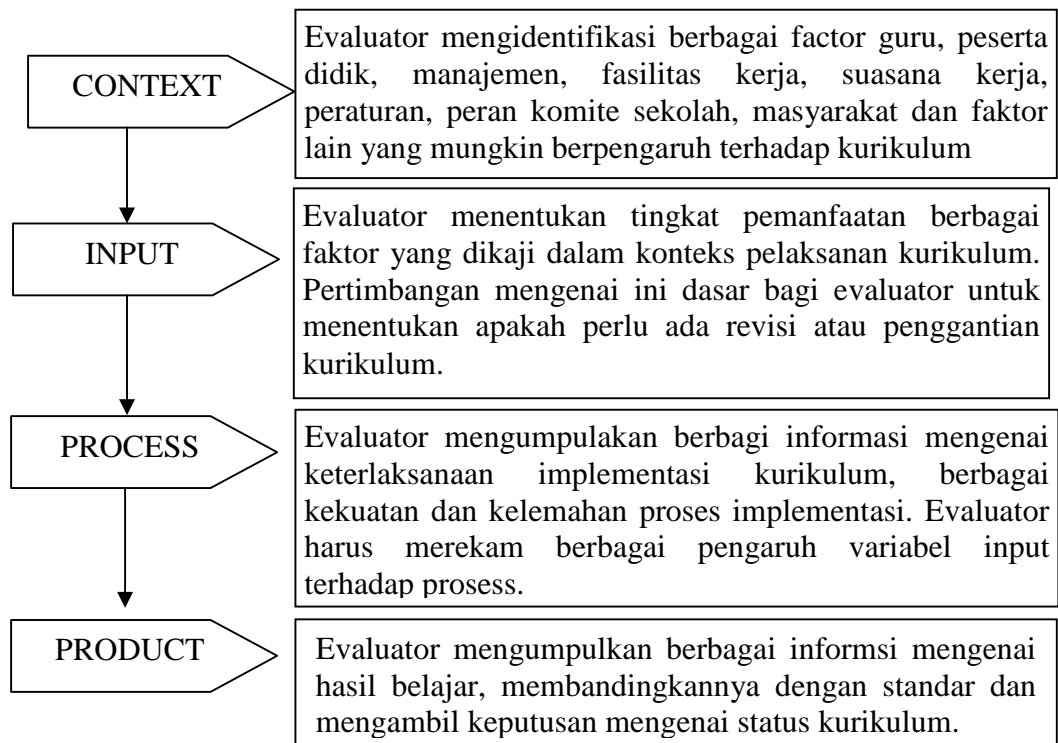 CONTEXT
Evaluator mengidentifikasi berbagai factor guru, peserta
didik, manajemen, fasilitas kerja, suasana kerja,
peraturan, peran komite sekolah, masyarakat dan faktor
lain yang mungkin berpengaruh terhadap kurikulum
INPUT
Evaluator menentukan tingkat pemanfaatan berbagai
faktor yang dikaji dalam konteks pelaksanan kurikulum.
Pertimbangan mengenai ini dasar bagi evaluator untuk
menentukan apakah perlu ada revisi atau penggantian
kurikulum.
PROCESS
Evaluator mengumpulakan berbagi informasi mengenai
keterlaksanaan implementasi kurikulum, berbagai
kekuatan dan kelemahan proses implementasi. Evaluator
harus merekam berbagai pengaruh variabel input
terhadap prosess.
PRODUCT
Evaluator mengumpulkan berbagai informsi mengenai
hasil belajar, membandingkannya dengan standar dan
mengambil keputusan mengenai status kurikulum.